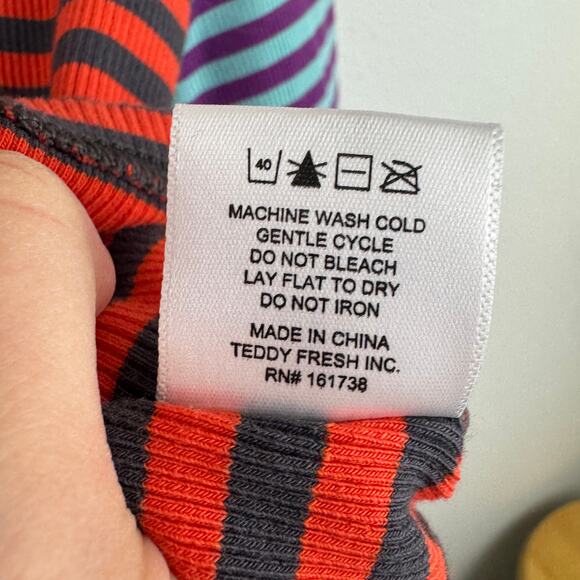 40
MACHINE WASH COLD
GENTLE CYCLE
DO NOT BLEACH
LAY FLAT TO DRY
DO NOT IRON
MADE IN CHINA
TEDDY FRESH INC.
RN# 161738